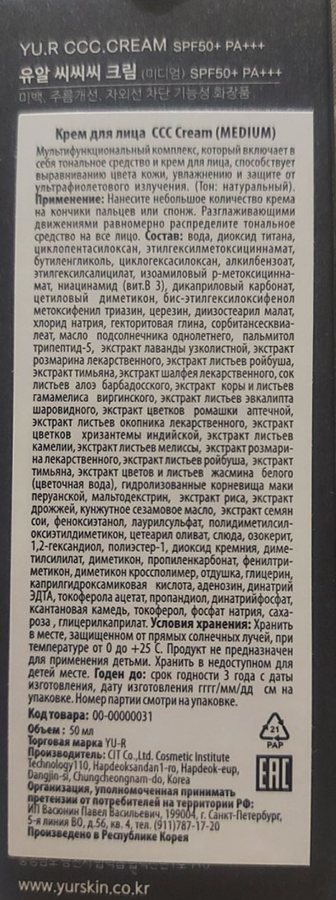 YU.R CCC.CREAM SPF50+ PA+++
유알 씨씨씨 크림 (미디엄) SPF50+ PA+++
미백, 주름개선, 자외선 차단 기능성 화장품
Крем для лица CCC Cream (MEDIUM)
Мультифункциональный комплекс, который включает в
себя тональное средство и крем для лица, способствует
выравниванию цвета кожи, увлажнению и защите от
ультрафиолетового излучения. (Тон: натуральный).
Применение: Нанесите небольшое количество крема
на кончики пальцев или спонж. Разглаживающими
движениями равномерно распределите тональное
средство на все лицо. Состав: вода, диоксид титана,
циклопентасилоксан, этилгексилметоксициннамат,
бутиленгликоль, циклогексасилоксан, алкилбензоат,
этилгексилсалицилат, изоамиловый р-метоксицинна-
мат, ниацинамид (вит.В 3), дикаприловый карбонат,
цетиловый диметикон, бис-этилгексилоксифенол
метоксифенил триазин, церезин, диизостеарил малат,
хлорид натрия, гекторитовая глина, сорбитансесквиа-
леат, масло подсолнечника однолетнего, пальмитол
трипептид-5, экстракт лаванды узколистной, экстракт
розмарина лекарственного, экстракт листьев ройбуша,
экстракт тимьяна, экстракт шалфея лекарственного, сок
листьев алоэ барбадосского, экстракт коры и листьев
гамамелиса виргинского, экстракт листьев эвкалипта
шаровидного, экстракт цветков ромашки аптечной,
экстракт листьев окопника лекарственного, экстракт
цветков хризантемы индийской, экстракт листьев
камелии, экстракт листьев мелиссы, экстракт розмари-
на лекарственного, экстракт листьев ройбуша, экстракт
тимьяна, экстракт цветов и листьев жасмина белого
(цветочная вода), гидролизованные корневища маки
перуанской, мальтодекстрин, экстракт риса, экстракт
дрожжей, кунжутное сезамовое масло, экстракт семян
сои, феноксиэтанол, лаурилсульфат, полидиметилсил-
оксиэтилдиметикон, цетеарил оливат, слюда, озокерит,
1,2-гександиол, полиэстер-1, диоксид кремния, диме-
тилсилилат, диметикон, пропиленкарбонат, фенилтри-
метикон, диметикон кроссполимер, отдушка, глицерин,
каприлгидроксамиковая кислота, аденозин, динатрий
ЭДТА, токоферола ацетат, пропандиол, динатрийфосфат,
ксантановая камедь, токоферол, фосфат натрия, саха-
роза , глицерилкаприлат. Условия хранения: Хранить
в месте, защищенном от прямых солнечных лучей, при
температуре от 0 до +25 С. Продукт не предназначен
для применения детьми. Хранить в недоступном для
детей месте. Годен до: срок годности 3 года с даты
изготовления, дата изготовления гггг/мм/дд см на
упаковке. Номер партии смотри на упаковке.
Код товара: 00-00000031
Объем : 50 мл
Торговая марка YU-R
Производитель: CIT Co.,Ltd. Cosmetic Institute
Technology110, Hapdeoksandan1-ro, Hapdeok-eup,
Dangjin-si, Chungcheongnam-do, Korea
Организация, уполномоченная принимать
претензии от потребителей на территории РФ:
ИП Васюнин Павел Васильевич, 199004, г. Санкт-Петербург,
5-я линия ВО, д.56, кв. 4, тел. (911)787-17-20
Произведено в Республике Корея
21
PAP
EAC
www.yurskin.co.kr